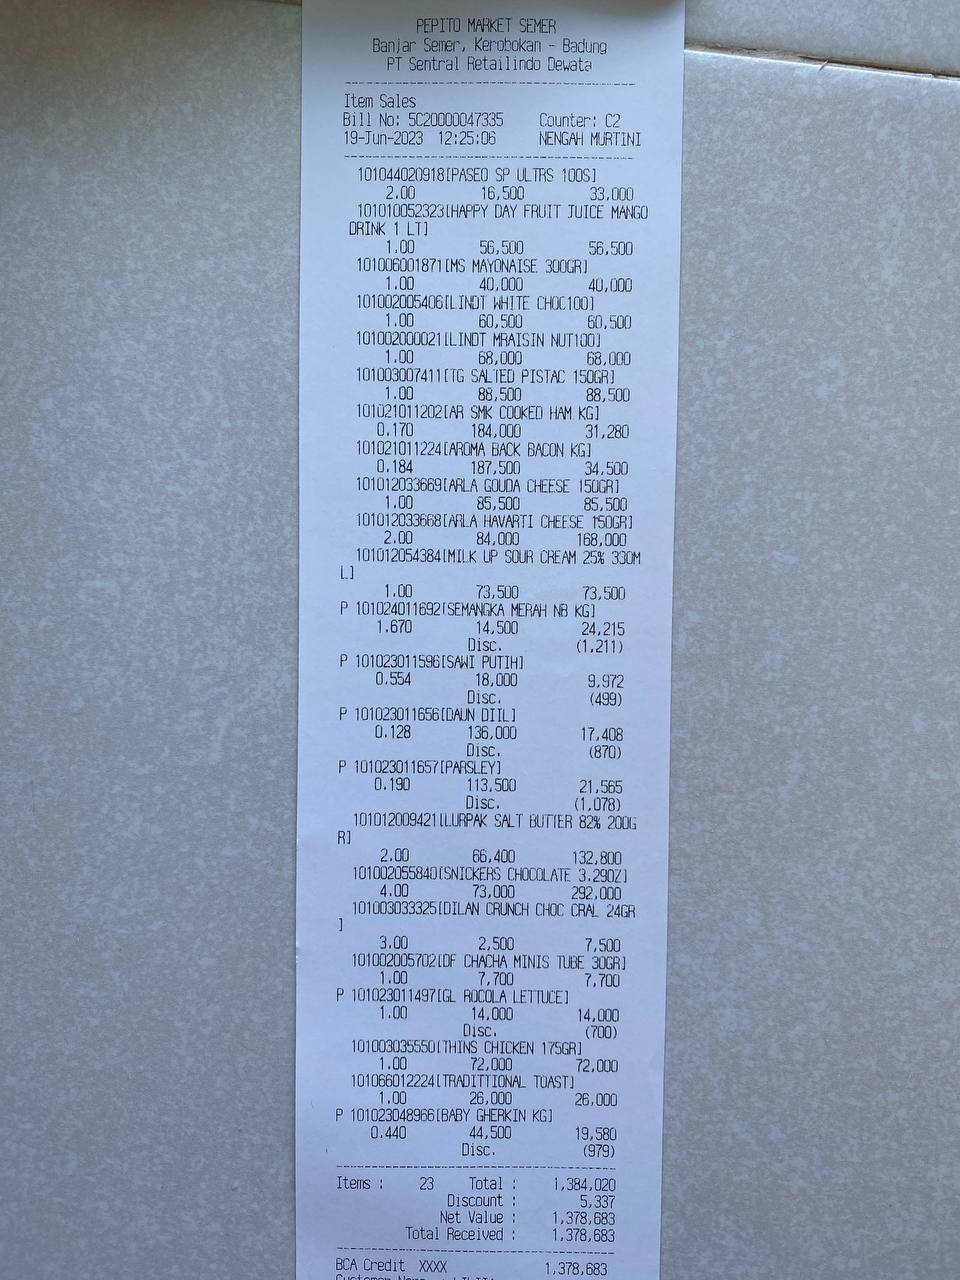 PEPITO MARKET SEMER
Banjar Semer, Kerobokan - Badung
PT Sentral Retailindo Dewata
Item Sales
Bill No: 5C20000047335 Counter: C2
19-Jun-2023 12:25:06 NENGAH MURTINI
101044020918[PASEO SP ULTRS 100S]
2.00 16,500 33,000
101010052323[HAPPY DAY FRUIT JUICE MANGO
DRINK 1 LT]
1.00 56,500 56,500
101006001871[MS MAYONAISE 300GR]
1.00 40,000 40,000
101002005406[LINDT WHITE CHOC100]
1.00 60,500 60,500
101002000021[LINDT MRAISIN NUT100]
1.00 68,000 68,000
101003007411[TG SALTED PISTAC 150GR]
1.00 88,500 88,500
101021011202[AR SMK COOKED HAM KG]
0.170 184,000 31,280
101021011224[AROMA BACK BACON KG]
0.184 187,500 34,500
101012033669[ARLA GOUDA CHEESE 150GR]
1.00 85,500 85,500
101012033668[ARLA HAVARTI CHEESE 150GR]
2.00 84,000 168,000
101012054384[MILK UP SOUR CREAM 25% 330M
L]
1.00 73,500 73,500
P 101024011692[SEMANGKA MERAH NB KG]
1.670 14,500 24,215
Disc. (1,211)
P 101023011596[SAWI PUTIH]
0.554 18,000 9,972
Disc. (499)
P 101023011656[DAUN DIIL]
0.128 136,000 17,408
Disc. (870)
P 101023011657[PARSLEY]
0.190 113,500 21,565
Disc. (1,078)
101012009421[LURPAK SALT BUTTER 82% 200G
R]
2.00 66,400 132,800
101002055840[SNICKERS CHOCOLATE 3.29OZ]
4.00 73,000 292,000
101003033325[DILAN CRUNCH CHOC CRAL 24GR
]
3.00 2,500 7,500
101002005702[DF CHACHA MINIS TUBE 30GR]
1.00 7,700 7,700
P 101023011497[GL ROCOLA LETTUCE]
1.00 14,000 14,000
Disc. (700)
101003035550[THINS CHICKEN 175GR]
1.00 72,000 72,000
101066012224[TRADITTIONAL TOAST]
1.00 26,000 26,000
P 101023048966[BABY GHERKIN KG]
0.440 44,500 19,580
Disc. (979)
Items : 23 Total : 1,384,020
Discount : 5,337
Net Value : 1,378,683
Total Received : 1,378,683
BCA Credit XXXX 1,378,683